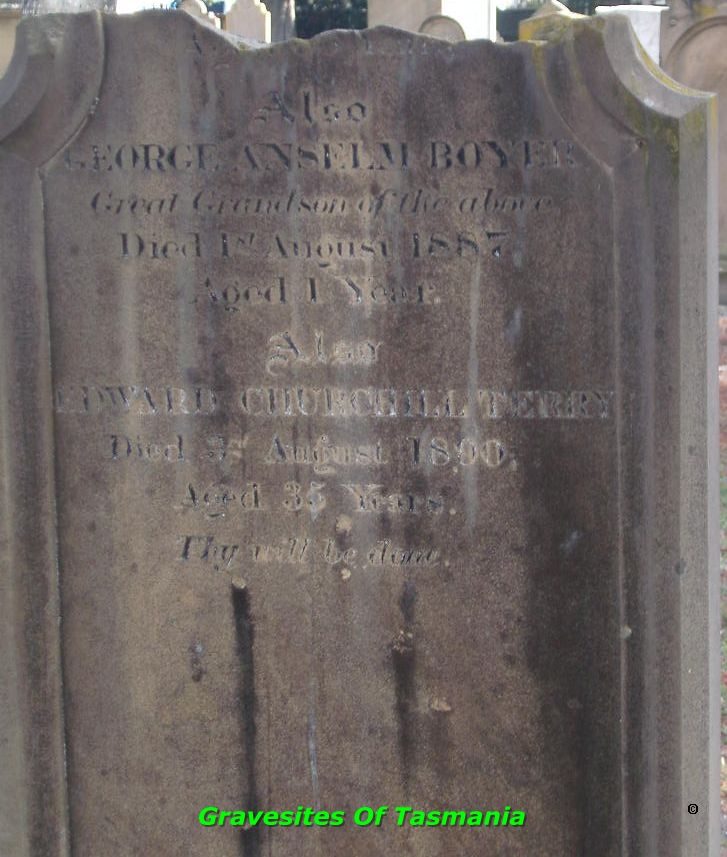 Also
GEORGE ANSELM BOYER
Great Grandson of the above
Died 1st August 1887,
Aged 1 Year.
Also
EDWARD CHURCHILL TERRY
Died August 1890,
Aged 35 Years.
Thy will be done.
Gravesites Of Tasmania
©